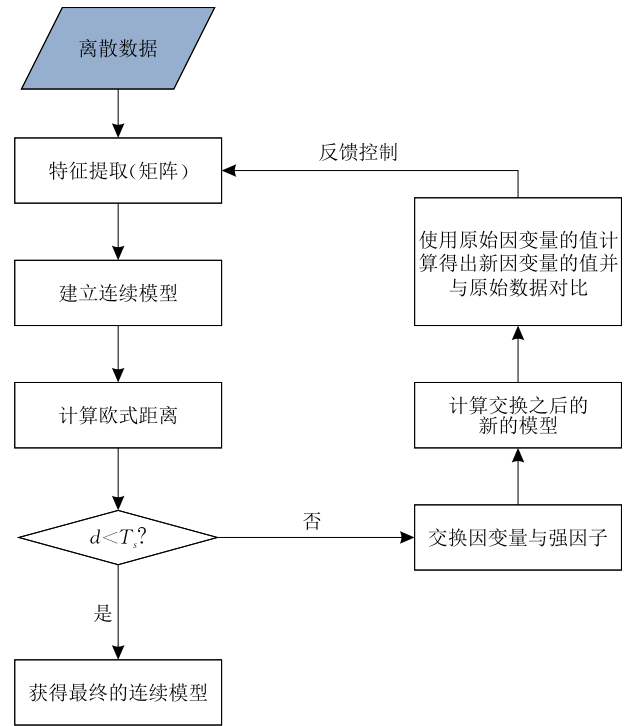 离散数据
反馈控制
特征提取(矩阵)
使用原始因变量的值计
算得出新因变量的值并
与原始数据对比
建立连续模型
计算欧式距离
计算交换之后的
新的模型
d<Ts?
否
交换因变量与强因子
是
获得最终的连续模型